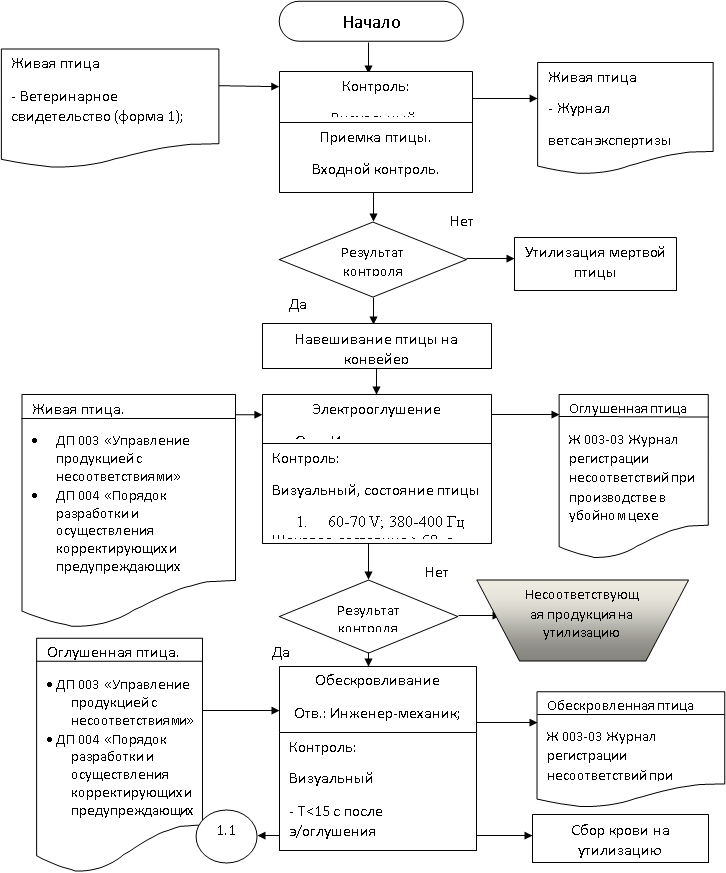 Начало
Живая птица
- Ветеринарное
свидетельство (форма 1);
Контроль:
Приемка птицы.
Входной контроль.
Живая птица
- Журнал
ветсанэкспертизы
Нет
Результат
контроля
Утилизация мертвой
птицы
Да
Навешивание птицы на
конвейер
Живая птица.
• ДП 003 «Управление
продукцией с
несоответствиями»
• ДП 004 «Порядок
разработки и
осуществления
корректирующих и
предупреждающих
Электрооглушение
Контроль:
Визуальный, состояние птицы
1. 60-70 V; 380-400 Гц
Оглушенная птица
Ж 003-03 Журнал
регистрации
несоответствий при
производстве в
убойном цехе
Нет
Результат
контроля
Несоответствующ
ая продукция на
утилизацию
Да
Оглушенная птица.
• ДП 003 «Управление
продукцией с
несоответствиями»
• ДП 004 «Порядок
разработки и
осуществления
корректирующих и
предупреждающих
Обескровливание
Отв.: Инженер-механик;
Контроль:
Визуальный
- Т<15 с после
э/оглушения
Обескровленная птица
Ж 003-03 Журнал
регистрации
несоответствий при
1.1
Сбор крови на
утилизацию